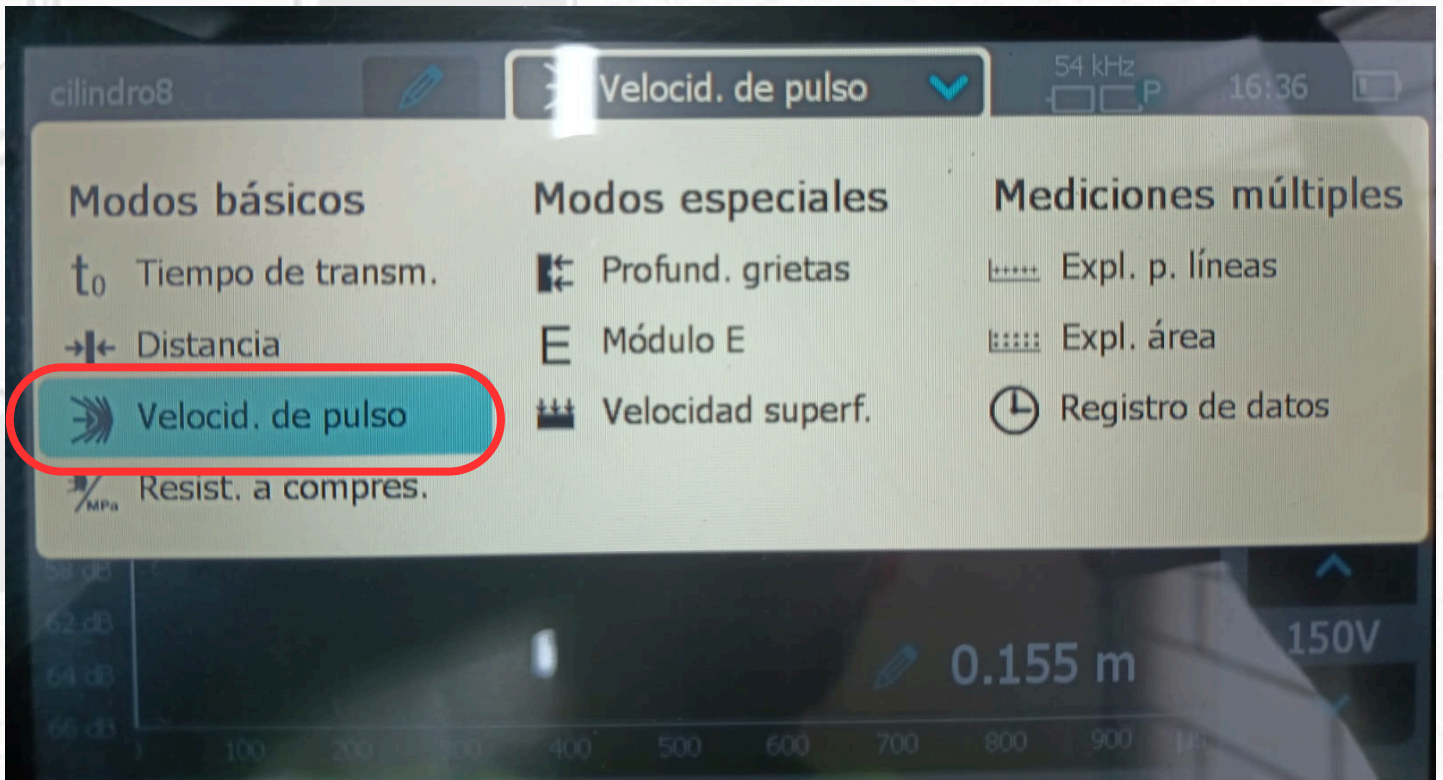 cilindro8
Velocid. de pulso
54 kHz
P
16:36
Modos básicos
t0 Tiempo de transm.
Distancia
Velocid. de pulso
MPa Resist. a compres.
Modos especiales
Profund. grietas
E Módulo E
Velocidad superf.
Mediciones múltiples
Expl. p. líneas
Expl. área
Registro de datos
62 dB
64 dB
66 dB
0.155 m
150V
100 200 300 400 500 600 700 800 900 µs